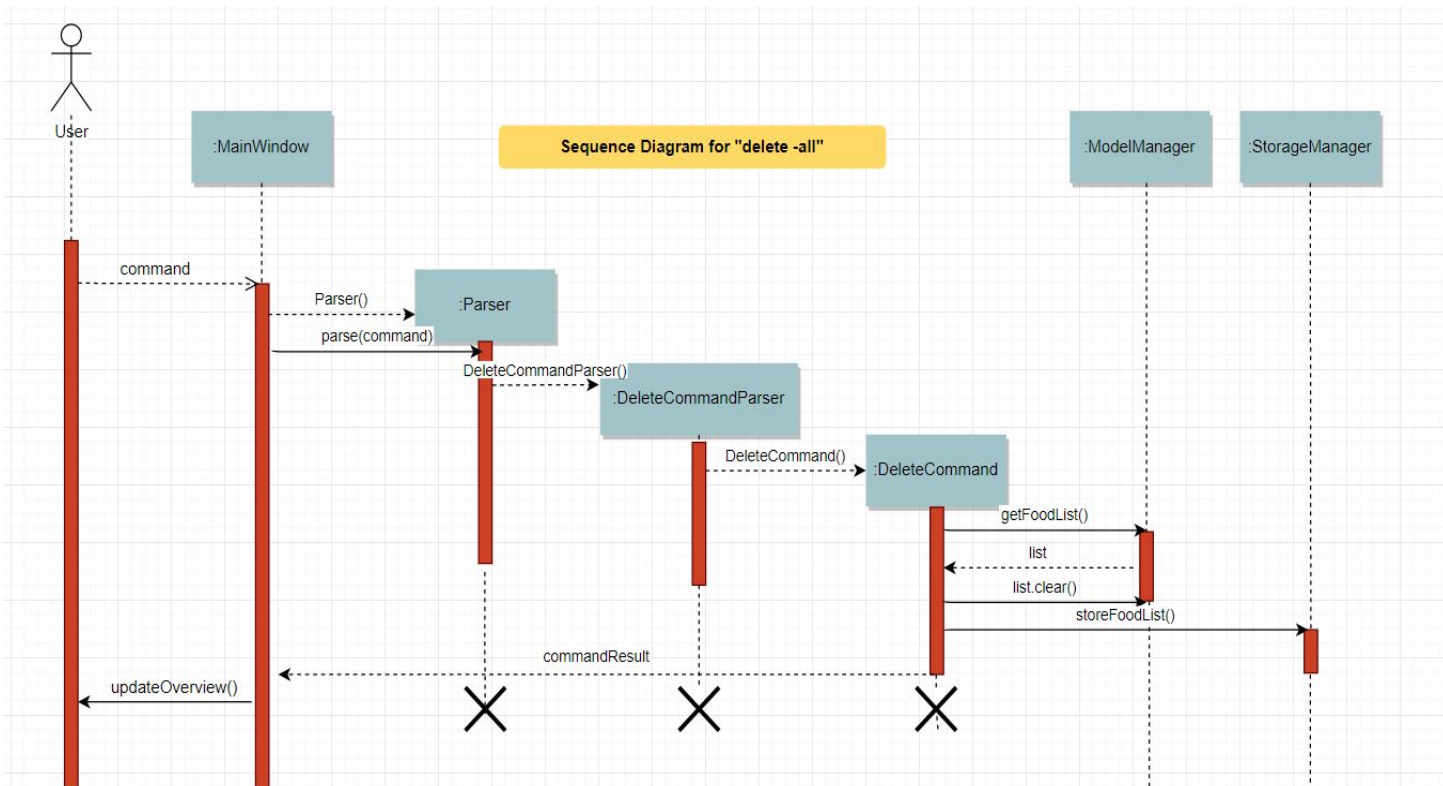 User
:MainWindow
Sequence Diagram for "delete -all"
:ModelManager
:StorageManager
command
Parser()
:Parser
parse(command)
DeleteCommandParser()
:DeleteCommandParser
DeleteCommand()
:DeleteCommand
getFoodList()
list
list.clear()
storeFoodList()
commandResult
updateOverview()